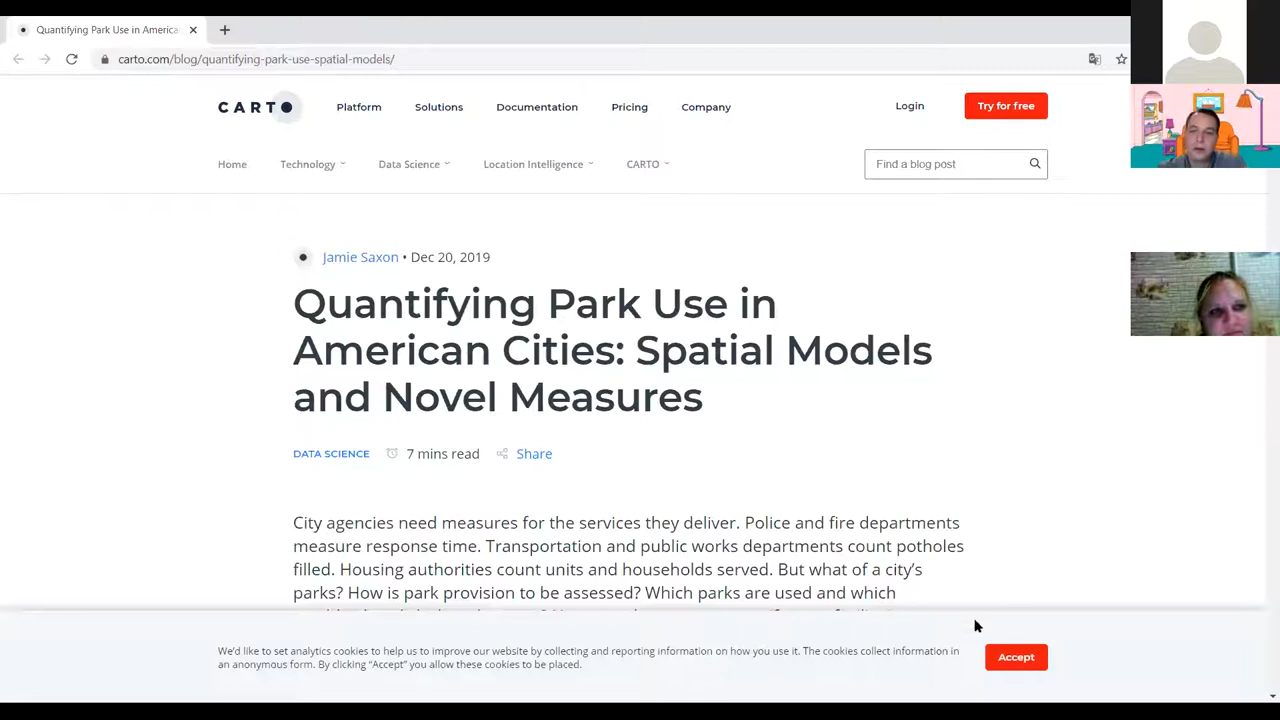 Quantifying Park Use in America
carto.com/blog/quantifying-park-use-spatial-models/
CARTO
Platform
Solutions
Documentation
Pricing
Company
Login
Try for free
Home
Technology
Data Science
Location Intelligence
CARTO
Find a blog post
Jamie Saxon • Dec 20, 2019
Quantifying Park Use in
American Cities: Spatial Models
and Novel Measures
DATA SCIENCE
7 mins read
Share
City agencies need measures for the services they deliver. Police and fire departments
measure response time. Transportation and public works departments count potholes
filled. Housing authorities count units and households served. But what of a city’s
parks? How is park provision to be assessed? Which parks are used and which
We’d like to set analytics cookies to help us to improve our website by collecting and reporting information on how you use it. The cookies collect information in
an anonymous form. By clicking “Accept” you allow these cookies to be placed.
Accept